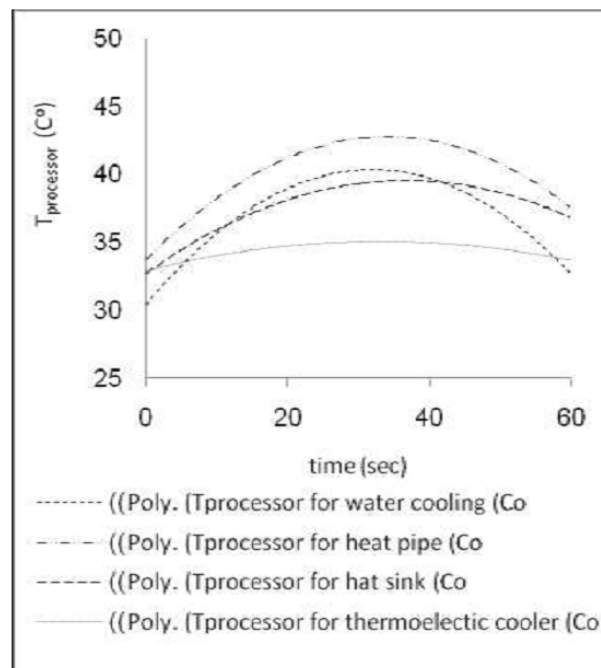 50
45
40
35
30
25
Tprocessor (Cº)
0 20 40 60
time (sec)
((Poly. (Tprocessor for water cooling (Co
((Poly. (Tprocessor for heat pipe (Co
((Poly. (Tprocessor for hat sink (Co
((Poly. (Tprocessor for thermoelectic cooler (Co